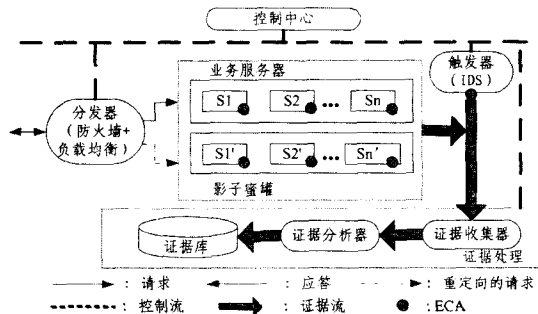 控制中心
业务服务器
触发器
(IDS)
S1 S2 ... Sn
分发器
(防火墙+
负载均衡)
S1' S2' ... Sn'
影子蜜罐
证据库
证据分析器
证据收集器
证据处理
: 请求 : 应答 : 重定向的请求
: 控制流 : 证据流 : ECA